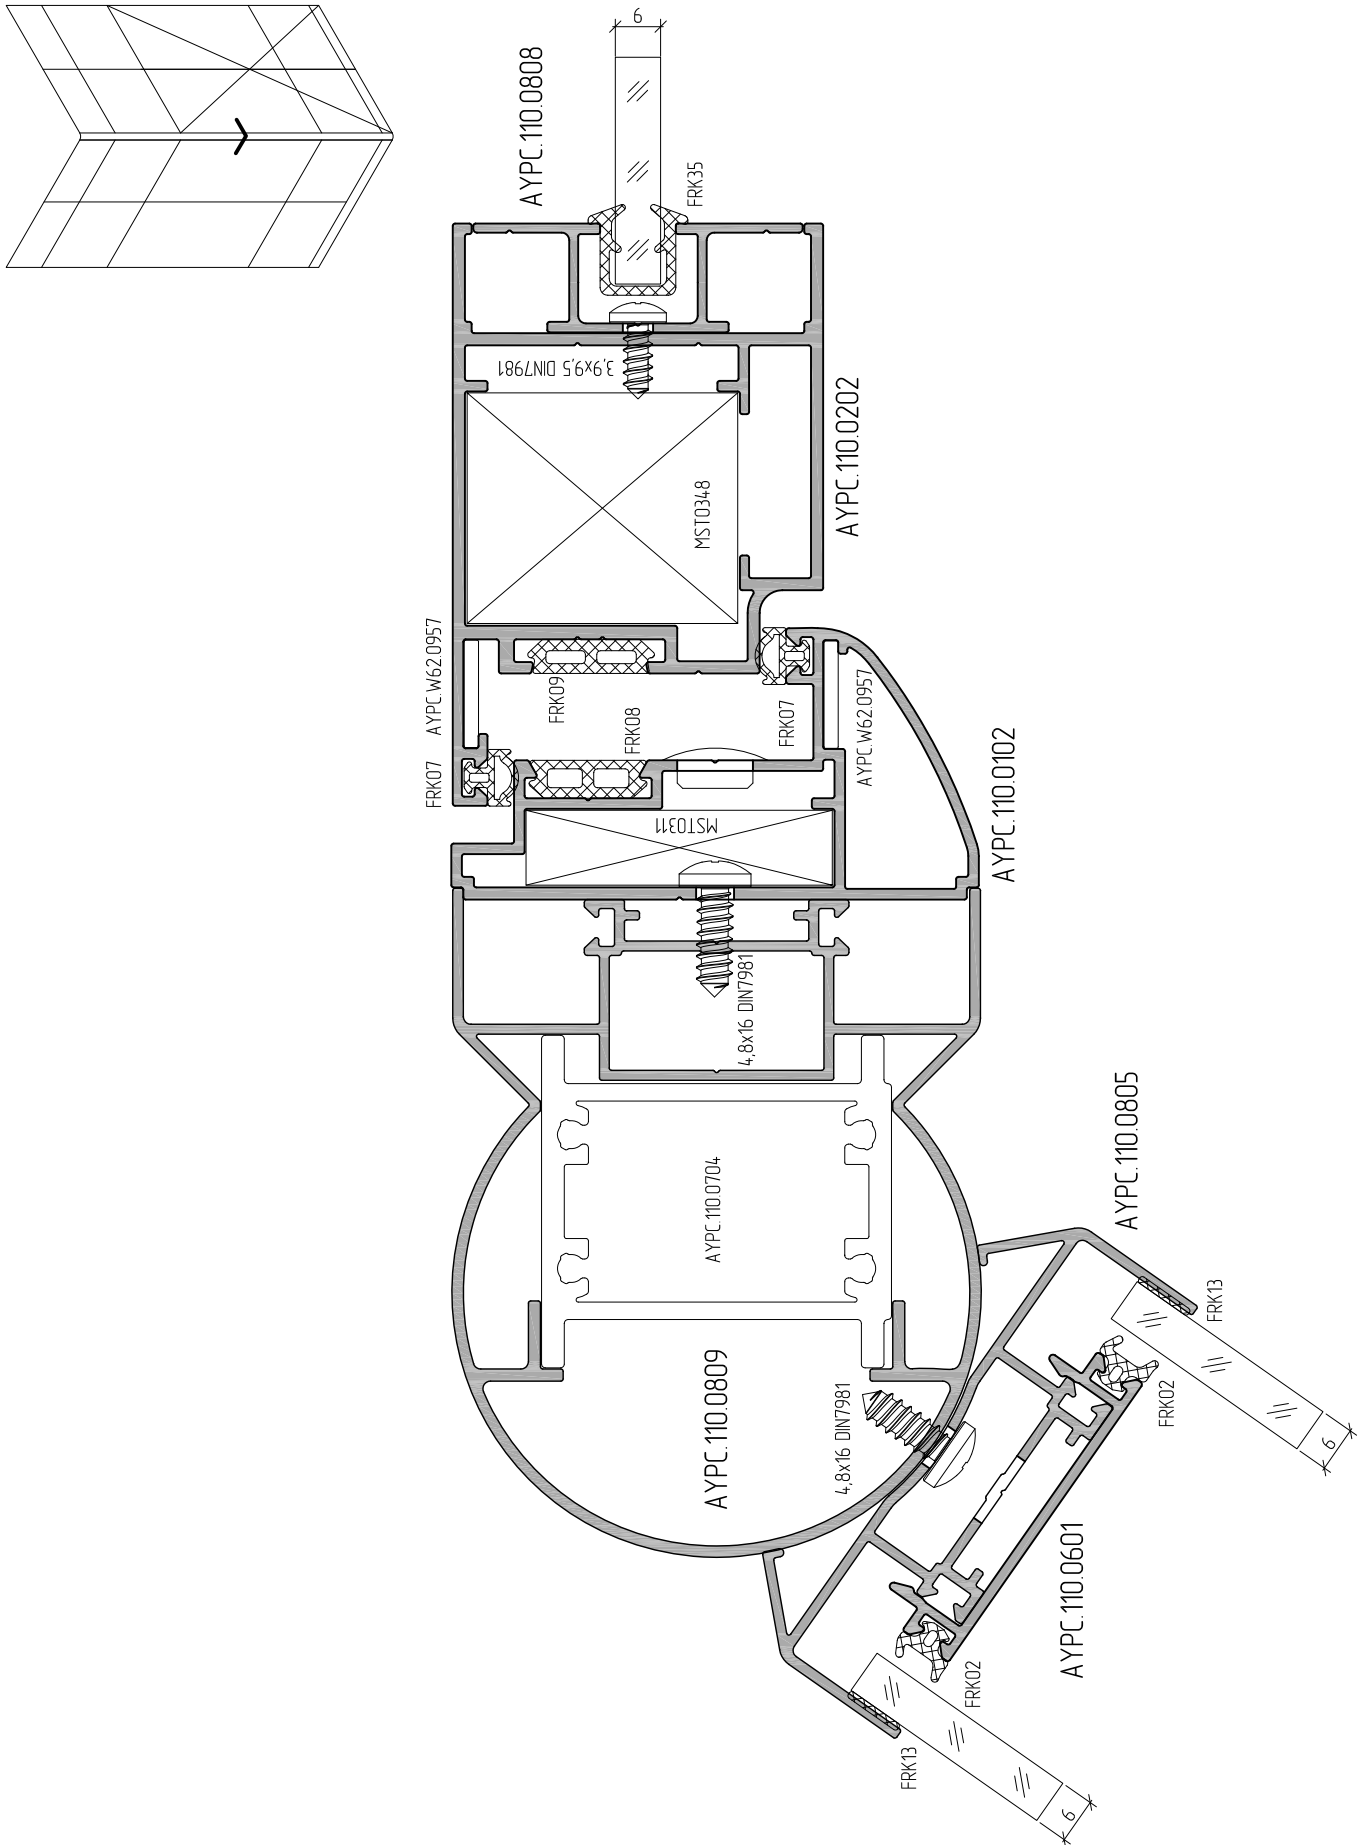 6
AYPC.110.0808
FRK35
3,9x9,5 DIN7981
AYPC.110.0202
MST0348
AYPC.W62.0957
FRK07
FRK09
FRK08
FRK07
AYPC.W62.0957
MST0311
AYPC.110.0102
4,8x16 DIN7981
AYPC.110.0704
AYPC.110.0805
FRK13
AYPC.110.0809
4,8x16 DIN7981
FRK02
6
AYPC.110.0601
FRK02
FRK13
6